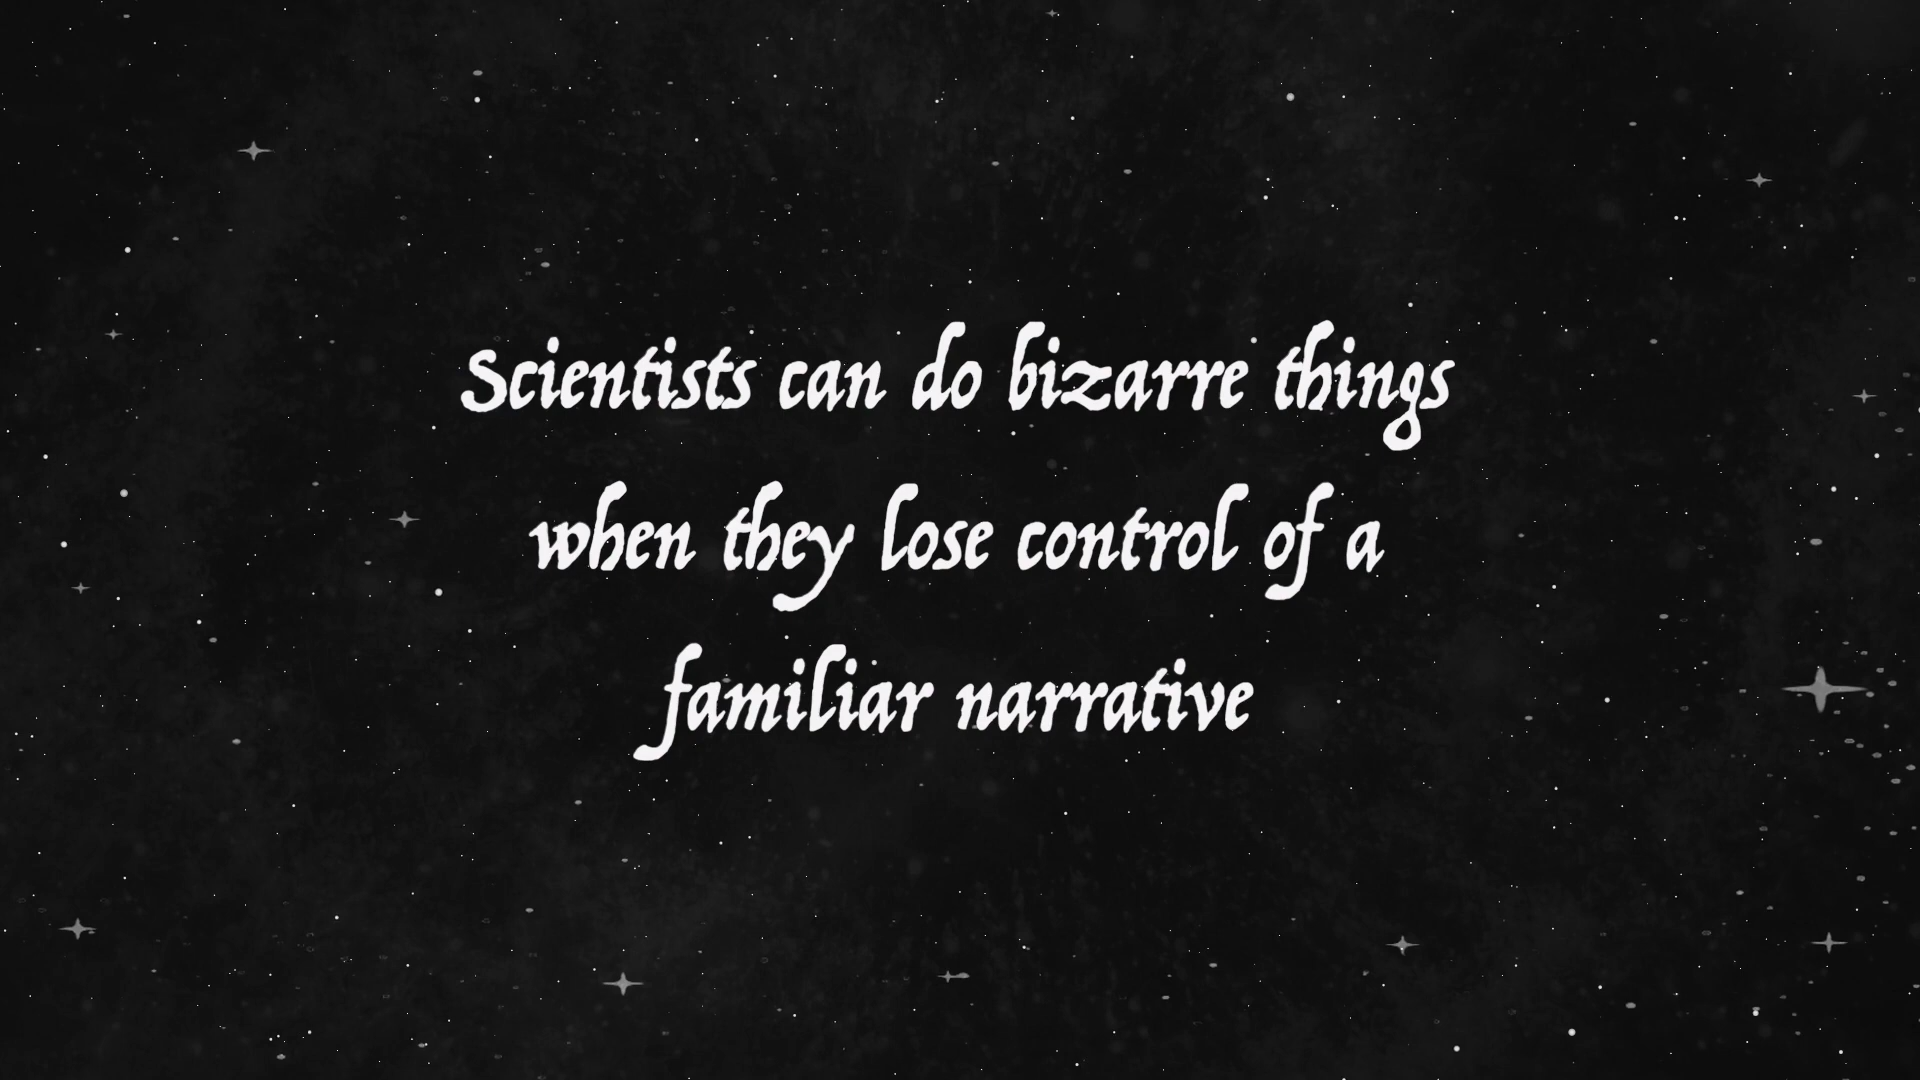 Scientists can do bizarre things
when they lose control of a
familiar narrative